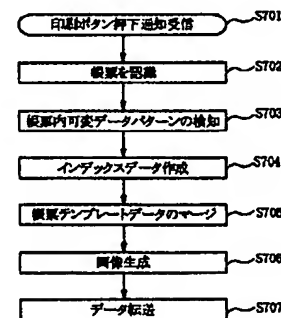 印刷ボタン押下通知受信 S701
帳票を認識 S702
帳票内可変データパターンの検知 S703
インデックスデータ作成 S704
帳票テンプレートデータのマージ S705
画像生成 S706
データ転送 S707